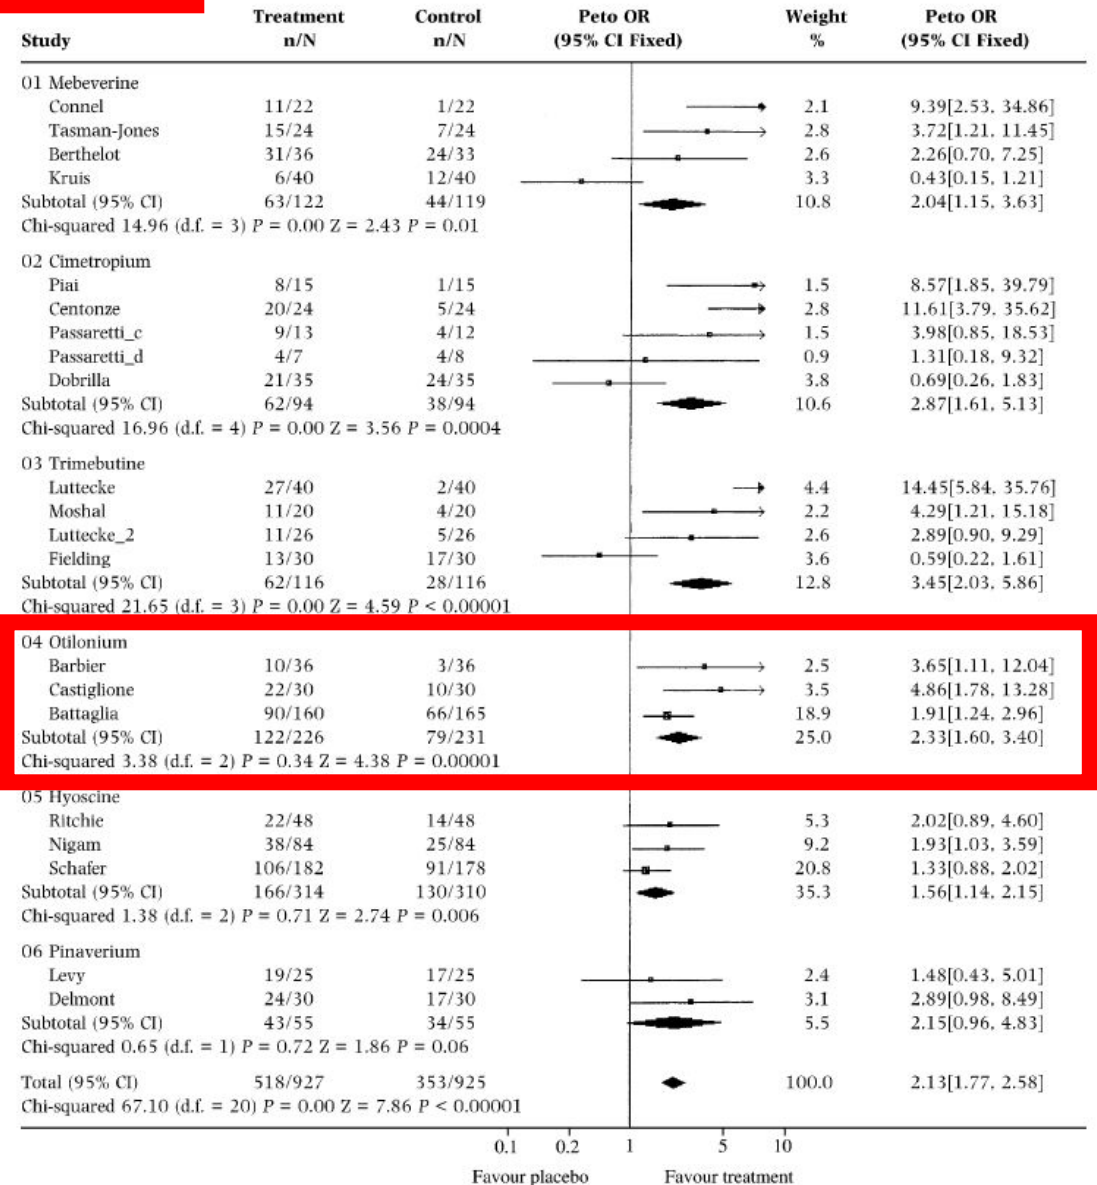 Treatment Control Peto OR Weight Peto OR
Study n/N n/N (95% CI Fixed) % (95% CI Fixed)
01 Mebeverine
Connel 11/22 1/22 2.1 9.39[2.53, 34.86]
Tasman-Jones 15/24 7/24 2.8 3.72[1.21, 11.45]
Berthelot 31/36 24/33 2.6 2.26[0.70, 7.25]
Kruis 6/40 12/40 3.3 0.43[0.15, 1.21]
Subtotal (95% CI) 63/122 44/119 10.8 2.04[1.15, 3.63]
Chi-squared 14.96 (d.f. = 3) P = 0.00 Z = 2.43 P = 0.01
02 Cimetropium
Piai 8/15 1/15 1.5 8.57[1.85, 39.79]
Centonze 20/24 5/24 2.8 11.61[3.79, 35.62]
Passaretti_c 9/13 4/12 1.5 3.98[0.85, 18.53]
Passaretti_d 4/7 4/8 0.9 1.31[0.18, 9.32]
Dobrilla 21/35 24/35 3.8 0.69[0.26, 1.83]
Subtotal (95% CI) 62/94 38/94 10.6 2.87[1.61, 5.13]
Chi-squared 16.96 (d.f. = 4) P = 0.00 Z = 3.56 P = 0.0004
03 Trimebutine
Luttecke 27/40 2/40 4.4 14.45[5.84, 35.76]
Moshal 11/20 4/20 2.2 4.29[1.21, 15.18]
Luttecke_2 11/26 5/26 2.6 2.89[0.90, 9.29]
Fielding 13/30 17/30 3.6 0.59[0.22, 1.61]
Subtotal (95% CI) 62/116 28/116 12.8 3.45[2.03, 5.86]
Chi-squared 21.65 (d.f. = 3) P = 0.00 Z = 4.59 P < 0.00001
04 Otilonium
Barbier 10/36 3/36 2.5 3.65[1.11, 12.04]
Castiglione 22/30 10/30 3.5 4.86[1.78, 13.28]
Battaglia 90/160 66/165 18.9 1.91[1.24, 2.96]
Subtotal (95% CI) 122/226 79/231 25.0 2.33[1.60, 3.40]
Chi-squared 3.38 (d.f. = 2) P = 0.34 Z = 4.38 P = 0.00001
05 Hyoscine
Ritchie 22/48 14/48 5.3 2.02[0.89, 4.60]
Nigam 38/84 25/84 9.2 1.93[1.03, 3.59]
Schafer 106/182 91/178 20.8 1.33[0.88, 2.02]
Subtotal (95% CI) 166/314 130/310 35.3 1.56[1.14, 2.15]
Chi-squared 1.38 (d.f. = 2) P = 0.71 Z = 2.74 P = 0.006
06 Pinaverium
Levy 19/25 17/25 2.4 1.48[0.43, 5.01]
Delmont 24/30 17/30 3.1 2.89[0.98, 8.49]
Subtotal (95% CI) 43/55 34/55 5.5 2.15[0.96, 4.83]
Chi-squared 0.65 (d.f. = 1) P = 0.72 Z = 1.86 P = 0.06
Total (95% CI) 518/927 353/925 100.0 2.13[1.77, 2.58]
Chi-squared 67.10 (d.f. = 20) P = 0.00 Z = 7.86 P < 0.00001
0.1 0.2 1 5 10
Favour placebo Favour treatment